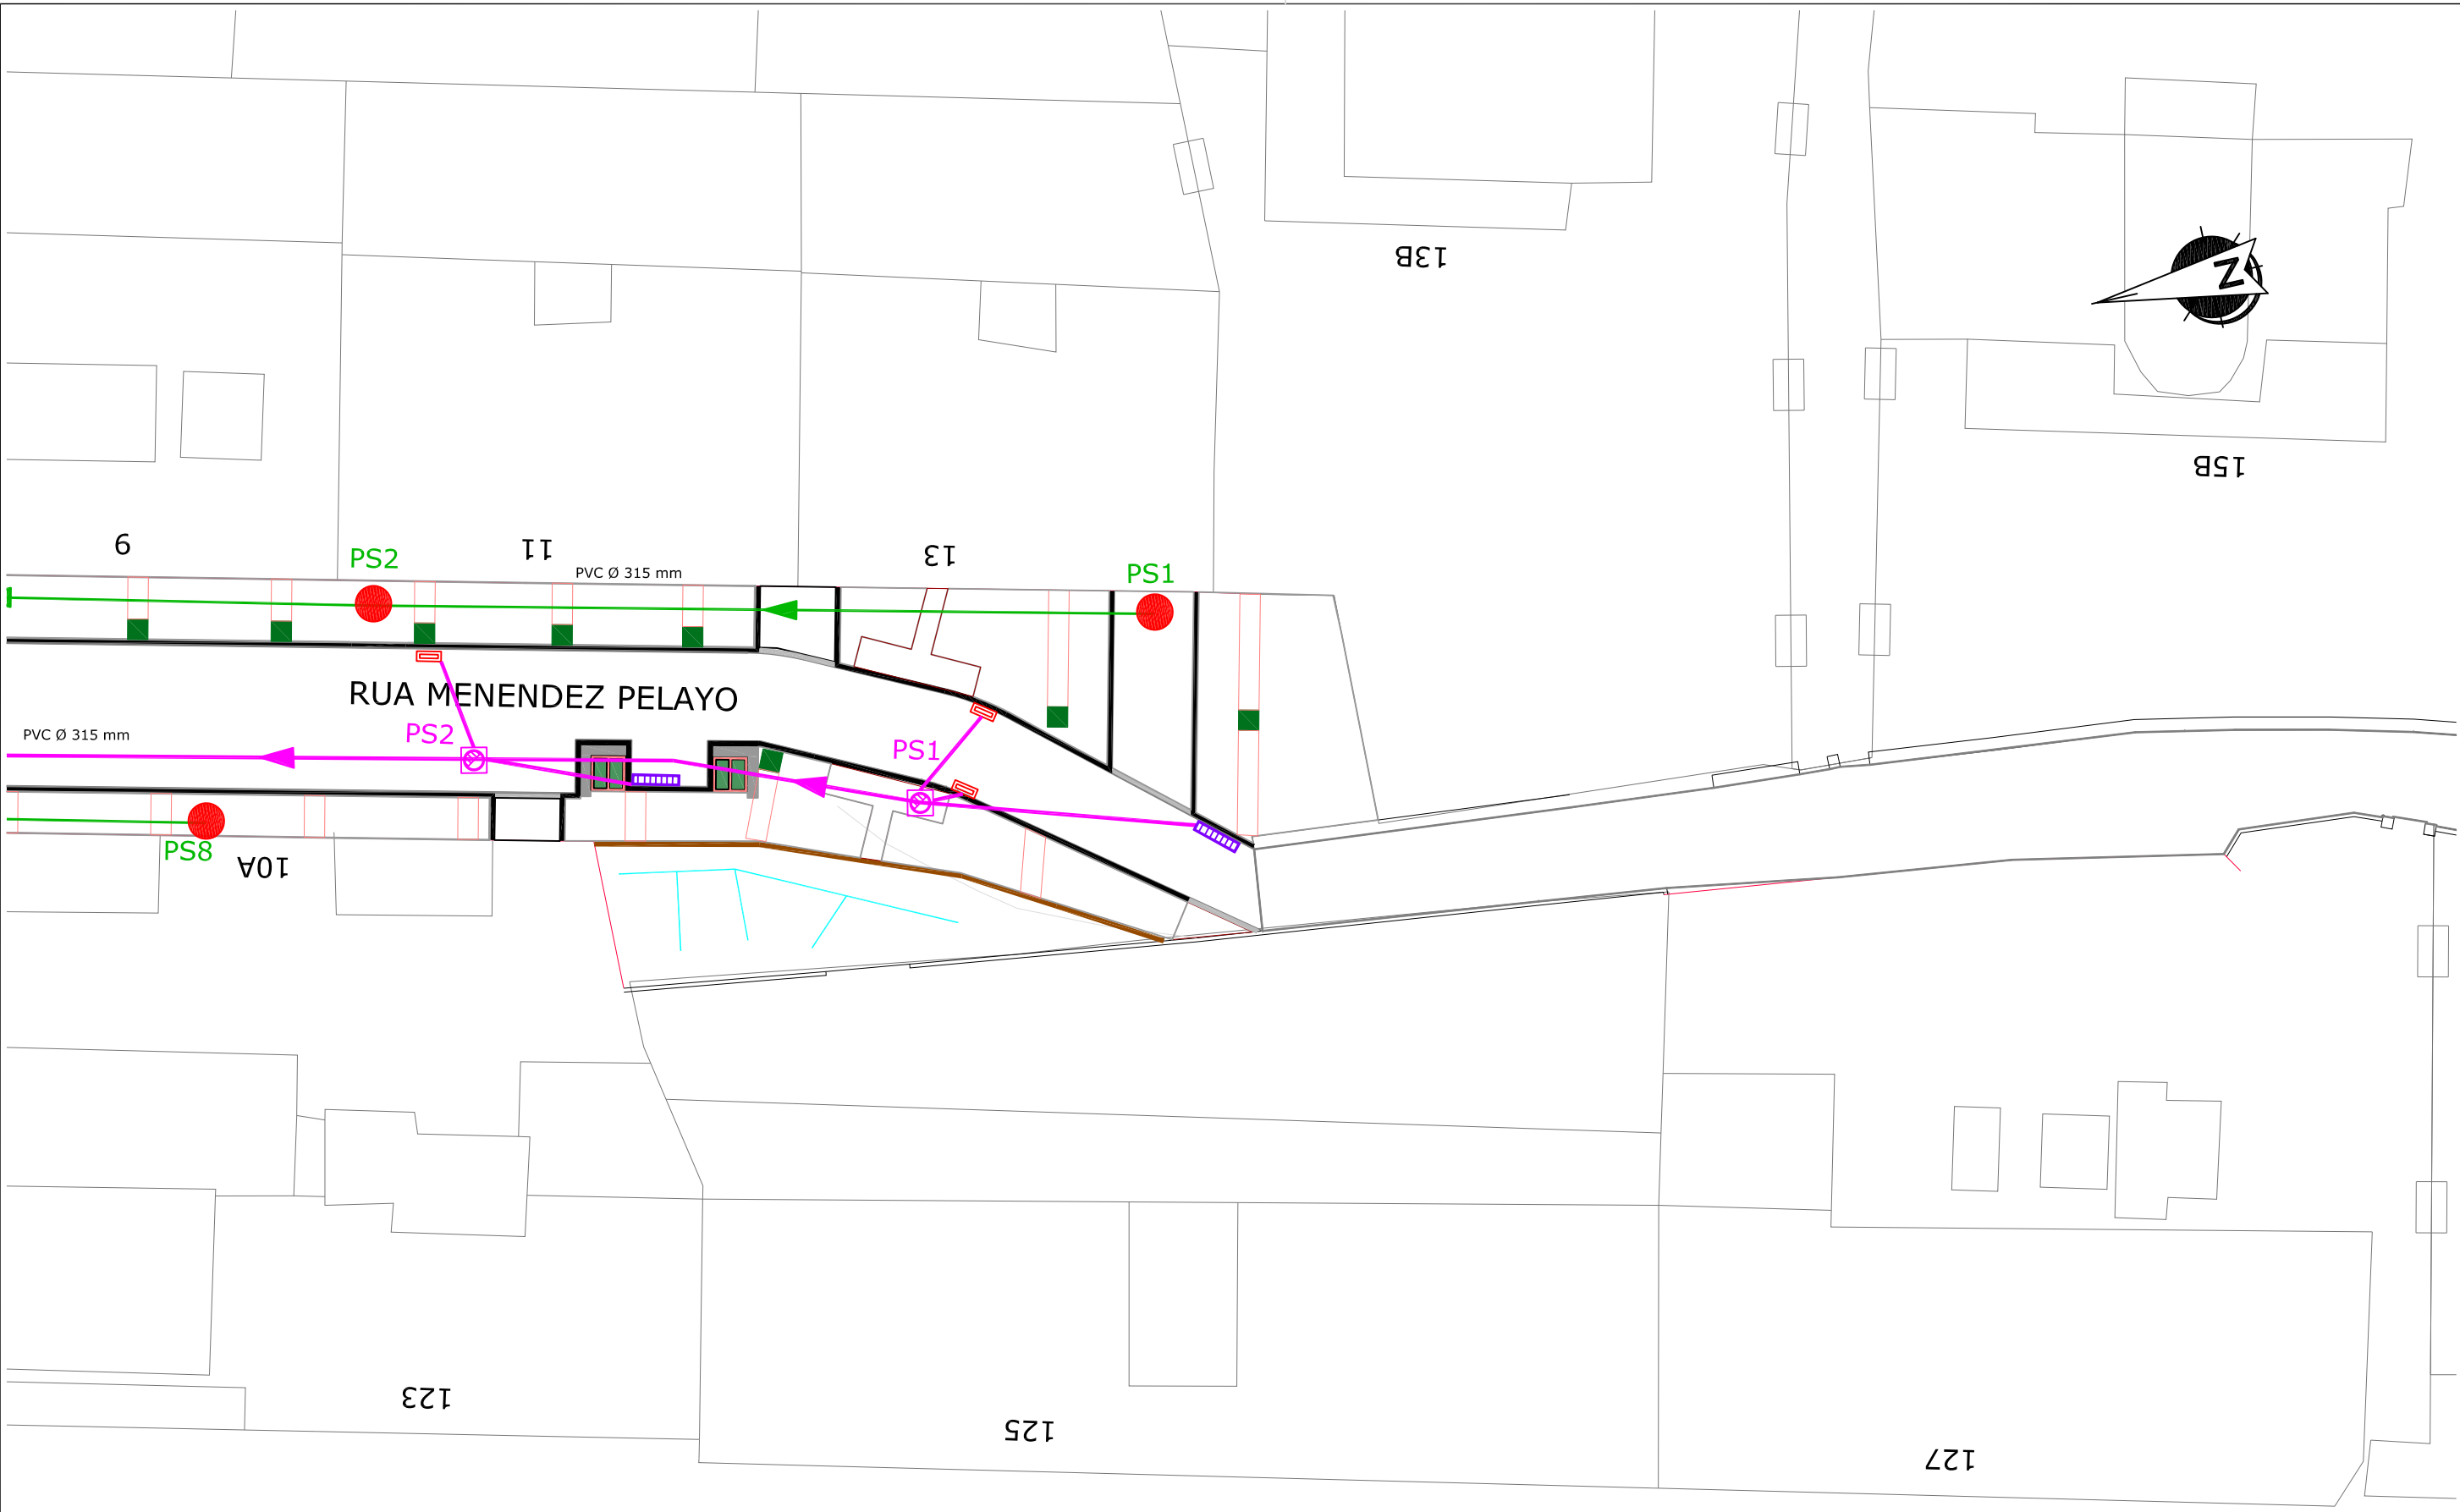 13B
Z
15B
9
PS2
11
PVC Ø 315 mm
13
PS1
RUA MENENDEZ PELAYO
PVC Ø 315 mm
PS2
PS1
PS8
10A
123
125
127